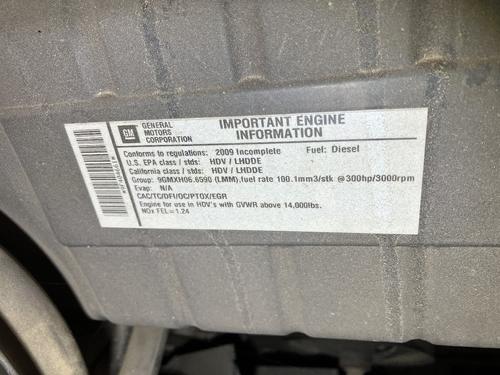 GM
GENERAL MOTORS CORPORATION
IMPORTANT ENGINE INFORMATION
Conforms to regulations: 2009 Incomplete Fuel: Diesel
U.S. EPA class / stds: HDV / LHDDE
California class / stds: HDV / LHDDE
Group: 9GMXH06.6590 (LMM),fuel rate 100.1mm3/stk @300hp/3000rpm
Evap: N/A
CAC/TC/DFI/OC/PTOX/EGR
Engine for use in HDV's with GVWR above 14,000lbs.
NOx FEL = 1.24